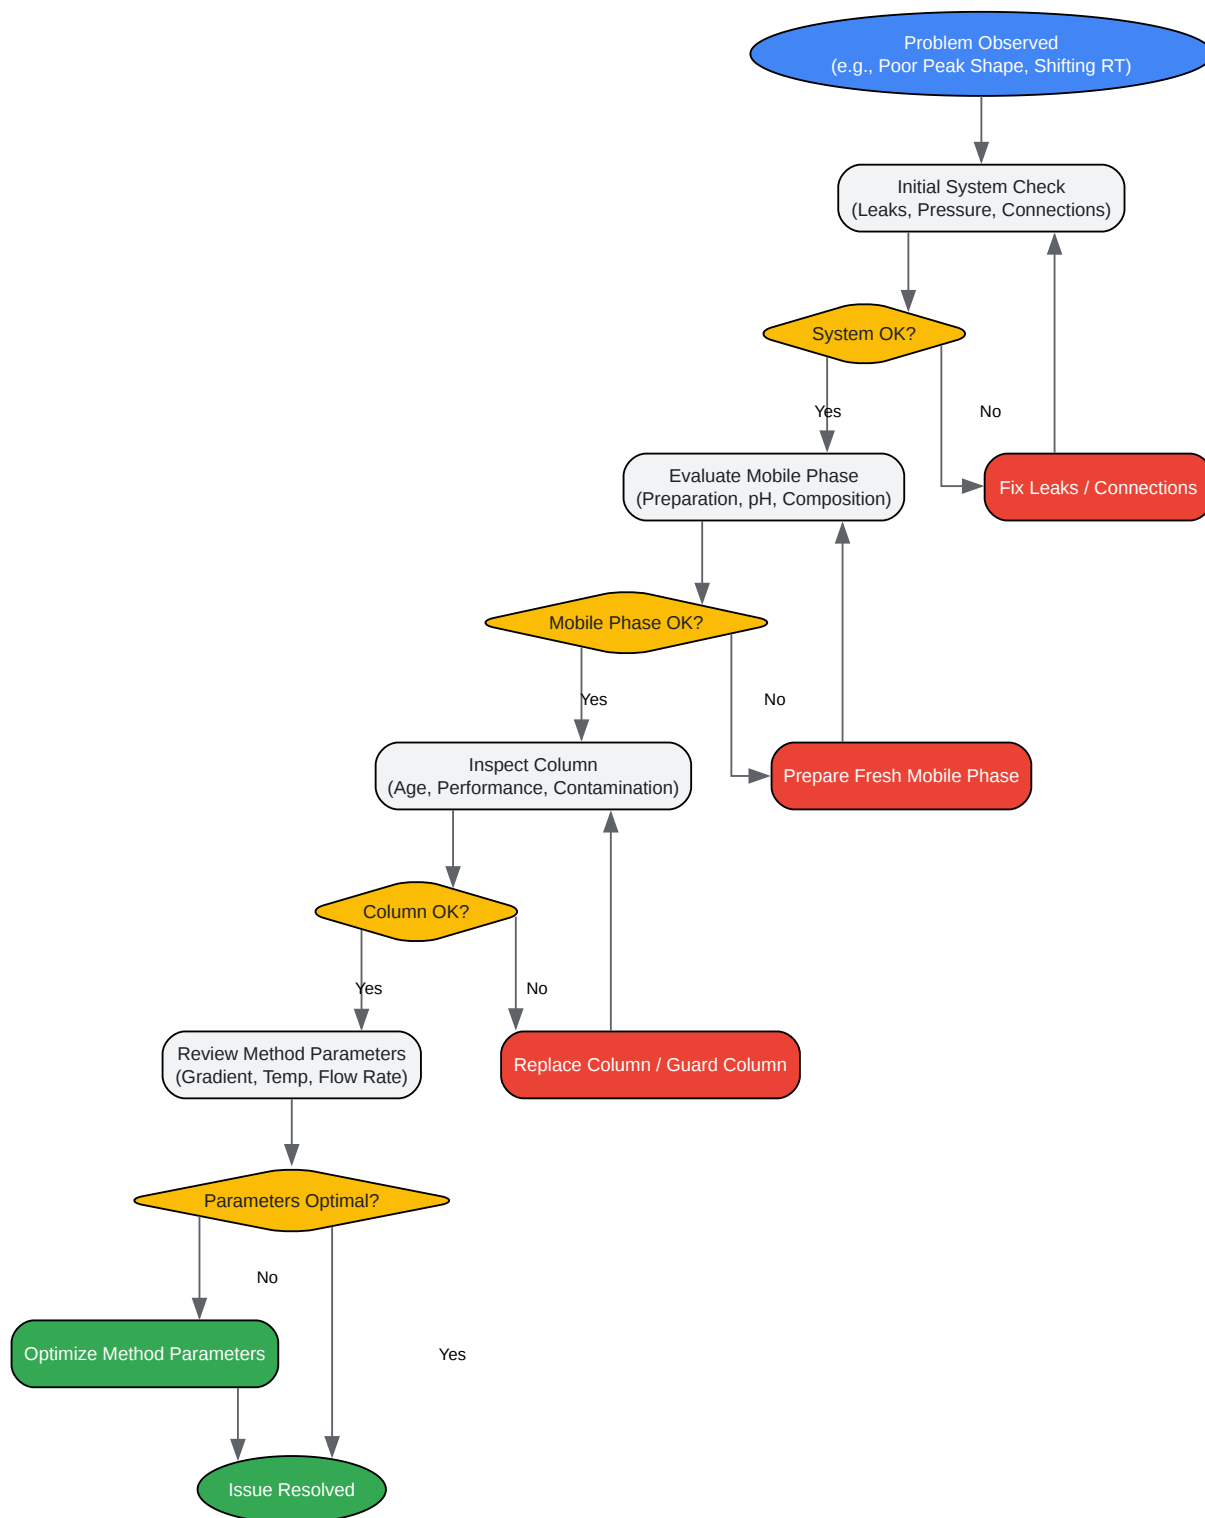 Problem Observed
(e.g., Poor Peak Shape, Shifting RT)
Initial System Check
(Leaks, Pressure, Connections)
System OK?
Yes
No
Evaluate Mobile Phase
(Preparation, pH, Composition)
Fix Leaks / Connections
Mobile Phase OK?
Yes
No
Inspect Column
(Age, Performance, Contamination)
Prepare Fresh Mobile Phase
Column OK?
Yes
No
Review Method Parameters
(Gradient, Temp, Flow Rate)
Replace Column / Guard Column
Parameters Optimal?
No
Optimize Method Parameters
Yes
Issue Resolved